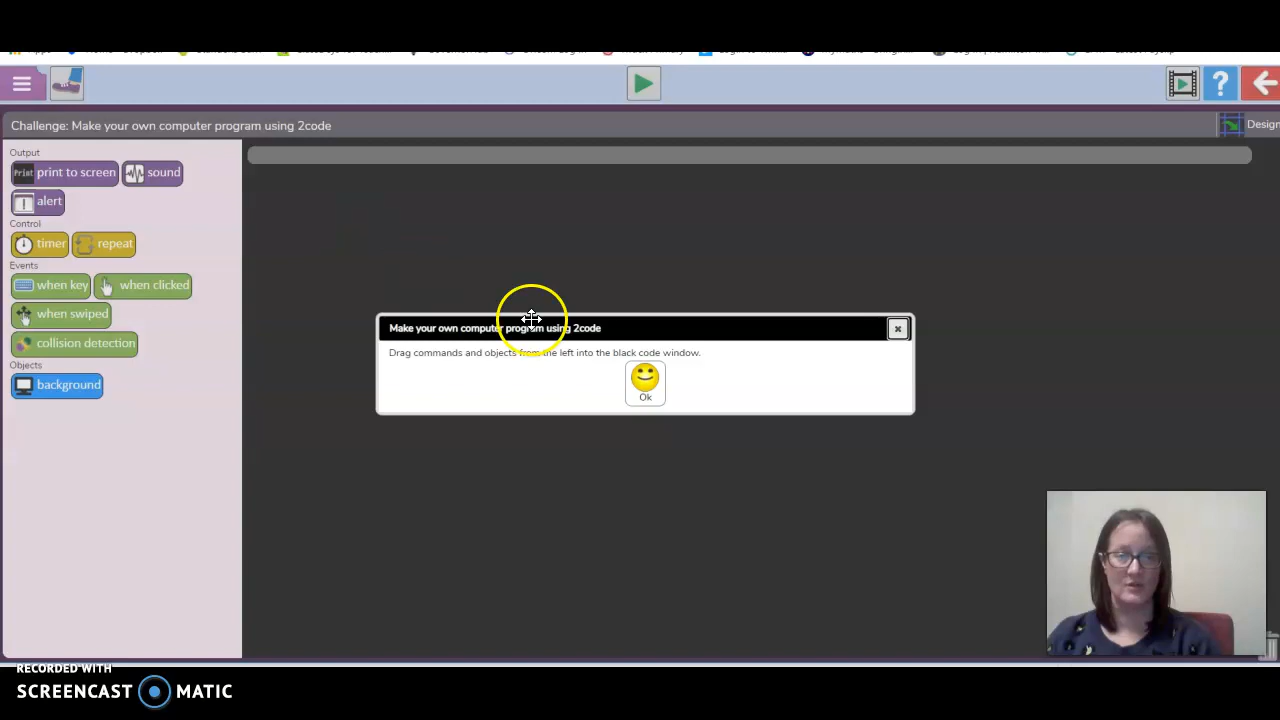 Challenge: Make your own computer program using 2code
Design
Output
Print print to screen
sound
alert
Control
timer
repeat
Events
when key
when clicked
when swiped
collision detection
Objects
background
Make your own computer program using 2code
Drag commands and objects from the left into the black code window.
Ok
RECORDED WITH
SCREENCAST MATIC